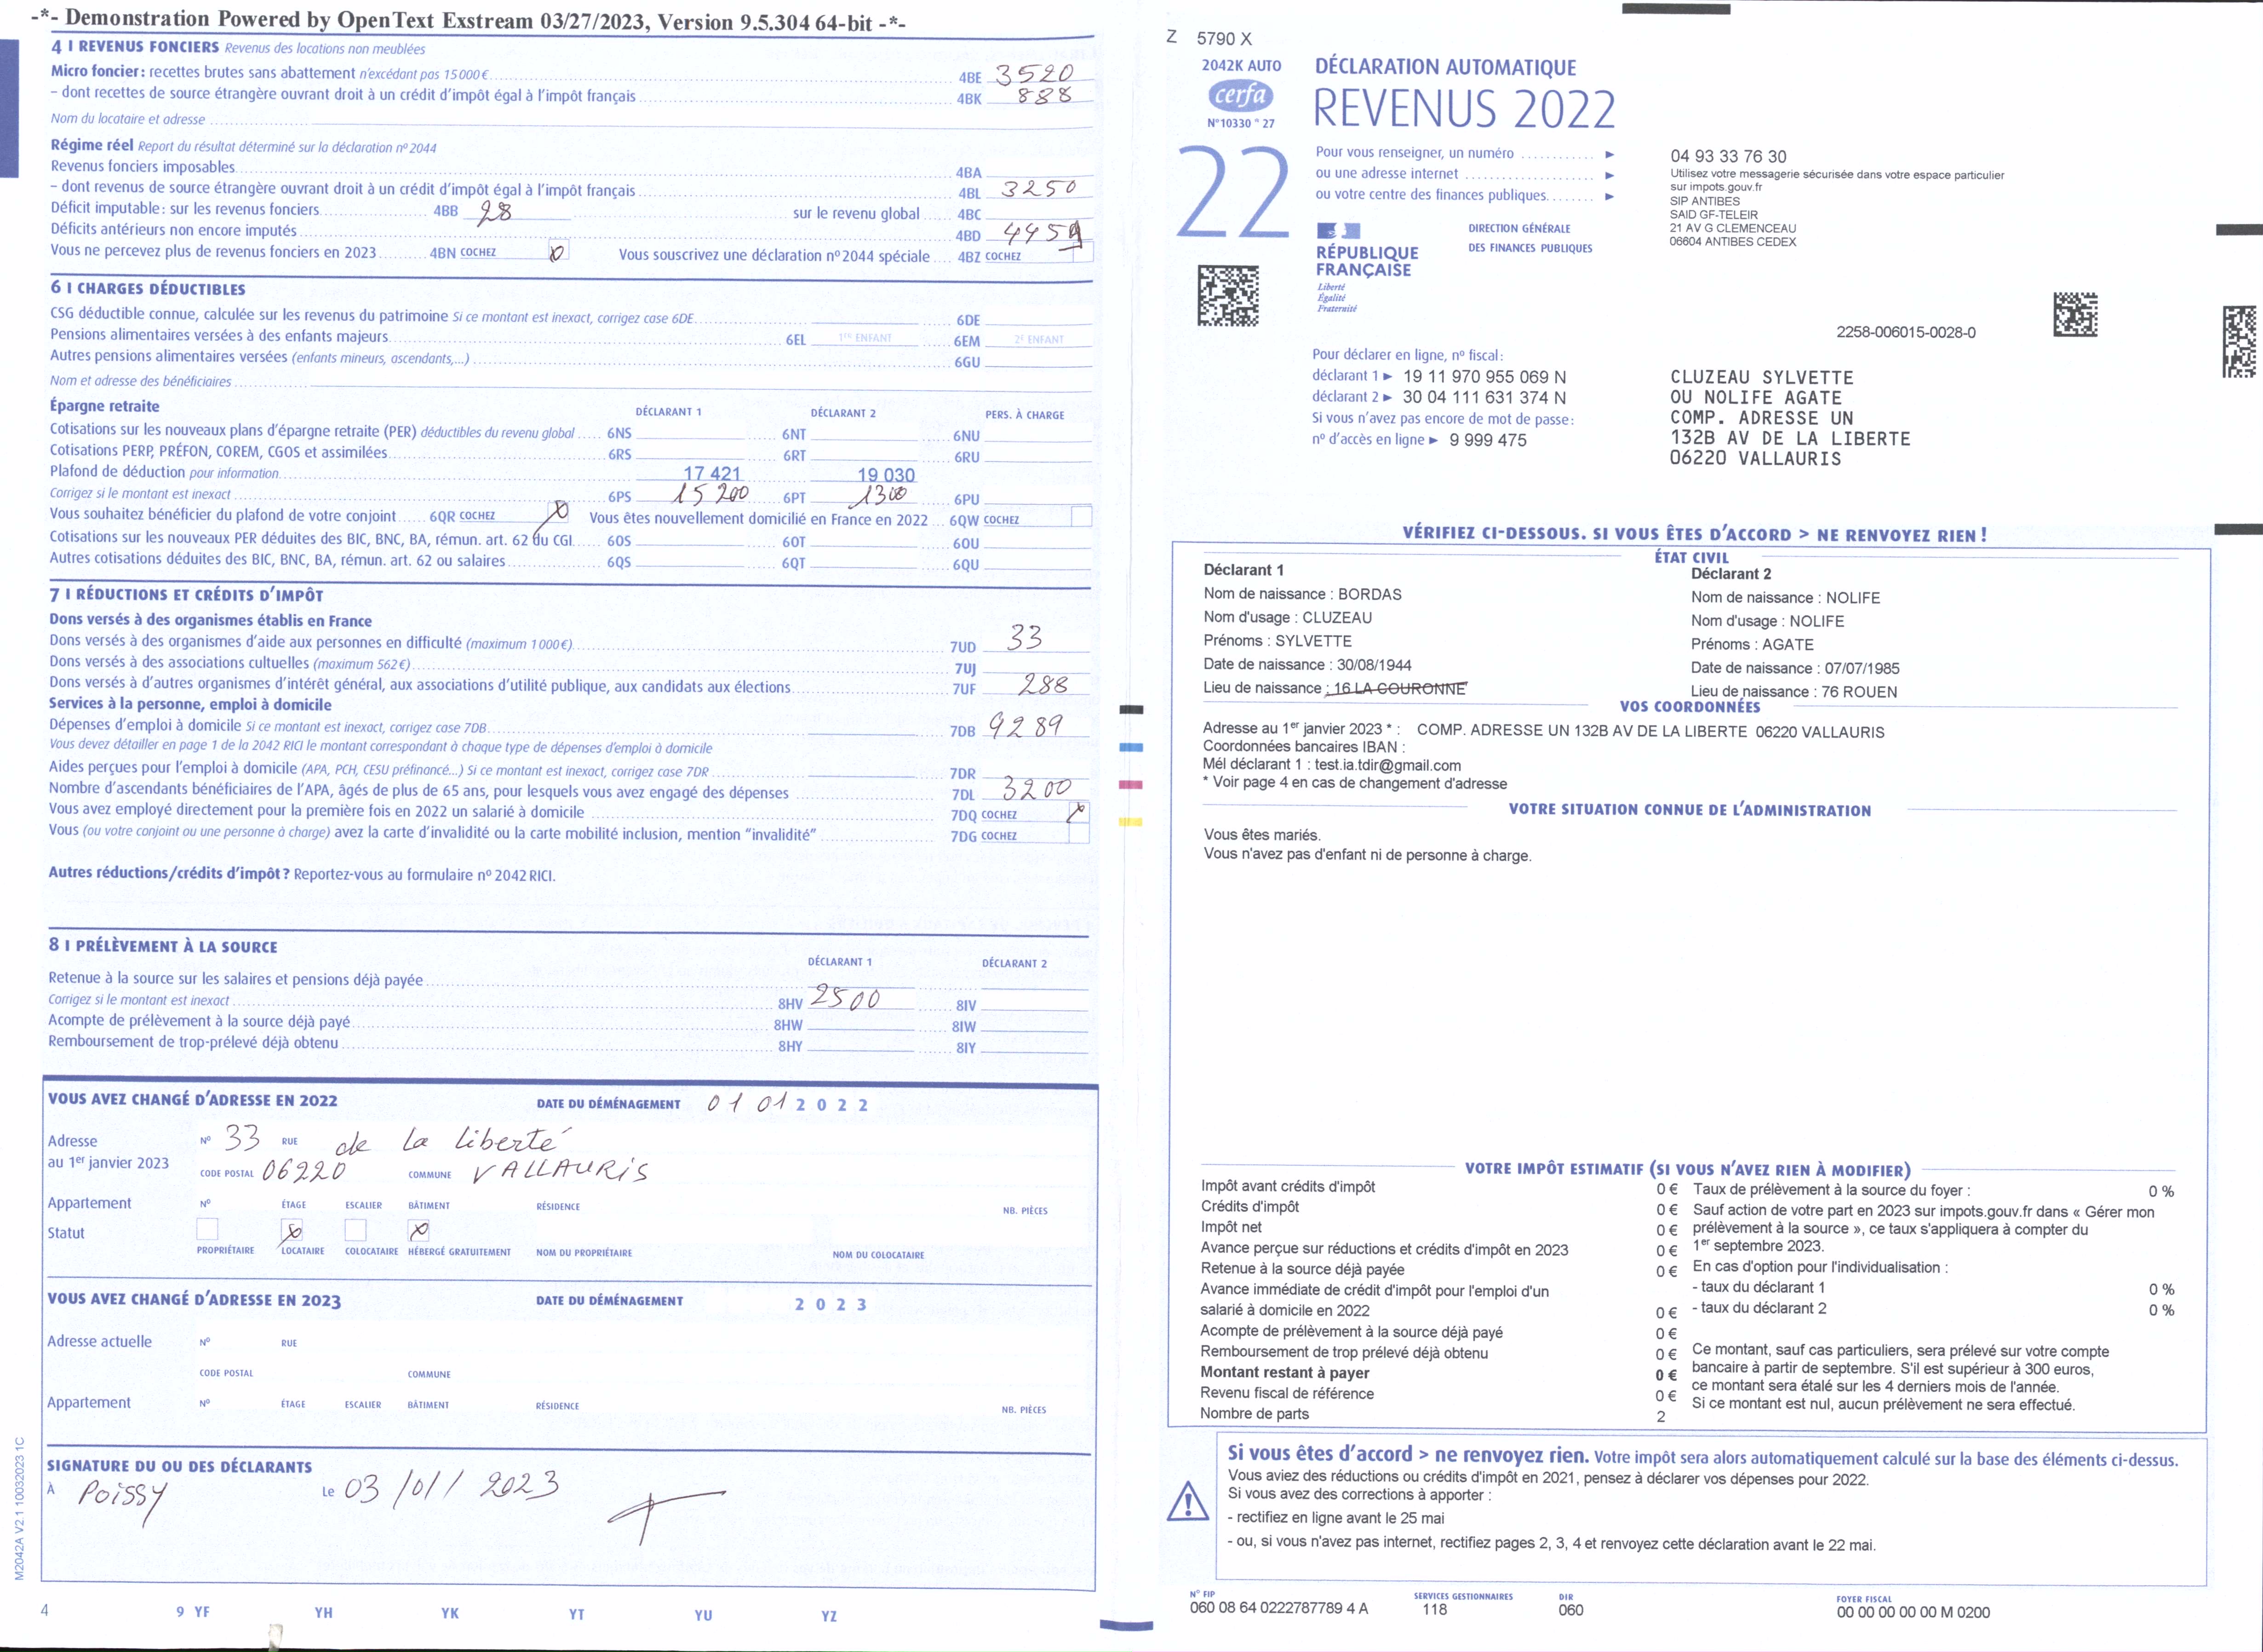 -*- Demonstration Powered by OpenText Exstream 03/27/2023, Version 9.5.304 64-bit -*-
4 I REVENUS FONCIERS Revenus des locations non meublées
Micro foncier : recettes brutes sans abattement n'excédant pas 15000 € 4BE 3520
– dont recettes de source étrangère ouvrant droit à un crédit d'impôt égal à l'impôt français 4BK 888
Nom du locataire et adresse
Régime réel Report du résultat déterminé sur la déclaration nº 2044
Revenus fonciers imposables 4BA
– dont revenus de source étrangère ouvrant droit à un crédit d'impôt égal à l'impôt français 4BL 3250
Déficit imputable : sur les revenus fonciers 4BB 28 sur le revenu global 4BC
Déficits antérieurs non encore imputés 4BD
Vous ne percevez plus de revenus fonciers en 2023 4BN COCHEZ X Vous souscrivez une déclaration nº 2044 spéciale 4BZ COCHEZ
6 I CHARGES DÉDUCTIBLES
CSG déductible connue, calculée sur les revenus du patrimoine Si ce montant est inexact, corrigez case 6DE 6DE
Pensions alimentaires versées à des enfants majeurs 6EL 1ER ENFANT 6EM 2E ENFANT
Autres pensions alimentaires versées (enfants mineurs, ascendants,...) 6GU
Nom et adresse des bénéficiaires
Épargne retraite DÉCLARANT 1 DÉCLARANT 2 PERS. À CHARGE
Cotisations sur les nouveaux plans d'épargne retraite (PER) déductibles du revenu global 6NS 6NT 6NU
Cotisations PERP, PRÉFON, COREM, CGOS et assimilées 6RS 6RT 6RU
Plafond de déduction pour information 17 421 19 030
Corrigez si le montant est inexact 6PS 15 200 6PT 1300 6PU
Vous souhaitez bénéficier du plafond de votre conjoint 6QR COCHEZ X Vous êtes nouvellement domicilié en France en 2022 6QW COCHEZ
Cotisations sur les nouveaux PER déduites des BIC, BNC, BA, rémun. art. 62 du CGI 6OS 6OT 6OU
Autres cotisations déduites des BIC, BNC, BA, rémun. art. 62 ou salaires 6QS 6QT 6QU
7 I RÉDUCTIONS ET CRÉDITS D'IMPÔT
Dons versés à des organismes établis en France
Dons versés à des organismes d'aide aux personnes en difficulté (maximum 1 000 €) 7UD 33
Dons versés à des associations cultuelles (maximum 562 €) 7UJ
Dons versés à d'autres organismes d'intérêt général, aux associations d'utilité publique, aux candidats aux élections 7UF 288
Services à la personne, emploi à domicile
Dépenses d'emploi à domicile Si ce montant est inexact, corrigez case 7DB 7DB 9289
Vous devez détailler en page 1 de la 2042 RICI le montant correspondant à chaque type de dépenses d'emploi à domicile
Aides perçues pour l'emploi à domicile (APA, PCH, CESU préfinancé...) Si ce montant est inexact, corrigez case 7DR 7DR
Nombre d'ascendants bénéficiaires de l'APA, âgés de plus de 65 ans, pour lesquels vous avez engagé des dépenses 7DL 3200
Vous avez employé directement pour la première fois en 2022 un salarié à domicile 7DQ COCHEZ X
Vous (ou votre conjoint ou une personne à charge) avez la carte d'invalidité ou la carte mobilité inclusion, mention "invalidité" 7DG COCHEZ
Autres réductions/crédits d'impôt ? Reportez-vous au formulaire nº 2042 RICI.
8 I PRÉLÈVEMENT À LA SOURCE
DÉCLARANT 1 DÉCLARANT 2
Retenue à la source sur les salaires et pensions déjà payée
Corrigez si le montant est inexact 8HV 2500 8IV
Acompte de prélèvement à la source déjà payé 8HW 8IW
Remboursement de trop-prélevé déjà obtenu 8HY 8IY
VOUS AVEZ CHANGÉ D'ADRESSE EN 2022 DATE DU DÉMÉNAGEMENT 01 01 2 0 2 2
Adresse Nº 33 RUE de la liberté
au 1er janvier 2023 CODE POSTAL 06220 COMMUNE VALLAURIS
Appartement Nº ÉTAGE ESCALIER BÂTIMENT RÉSIDENCE NB. PIÈCES
Statut X X
PROPRIÉTAIRE LOCATAIRE COLOCATAIRE HÉBERGÉ GRATUITEMENT NOM DU PROPRIÉTAIRE NOM DU COLOCATAIRE
VOUS AVEZ CHANGÉ D'ADRESSE EN 2023 DATE DU DÉMÉNAGEMENT 2 0 2 3
Adresse actuelle Nº RUE
CODE POSTAL COMMUNE
Appartement Nº ÉTAGE ESCALIER BÂTIMENT RÉSIDENCE NB. PIÈCES
SIGNATURE DU OU DES DÉCLARANTS
À Poissy Le 03/01/2023
M2042A V2.1 10032023 1C
4 9 YF YH YK YT YU YZ
Z 5790 X
2042K AUTO
cerfa
N° 10330 * 27
22
DÉCLARATION AUTOMATIQUE
REVENUS 2022
Pour vous renseigner, un numéro ► 04 93 33 76 30
ou une adresse internet ► Utilisez votre messagerie sécurisée dans votre espace particulier
sur impots.gouv.fr
ou votre centre des finances publiques ► SIP ANTIBES
SAID GF-TELEIR
21 AV G CLEMENCEAU
06604 ANTIBES CEDEX
RÉPUBLIQUE
FRANÇAISE
Liberté
Égalité
Fraternité
DIRECTION GÉNÉRALE
DES FINANCES PUBLIQUES
2258-006015-0028-0
Pour déclarer en ligne, nº fiscal :
déclarant 1 ► 19 11 970 955 069 N
déclarant 2 ► 30 04 111 631 374 N
Si vous n'avez pas encore de mot de passe :
nº d'accès en ligne ► 9 999 475
CLUZEAU SYLVETTE
OU NOLIFE AGATE
COMP. ADRESSE UN
132B AV DE LA LIBERTE
06220 VALLAURIS
VÉRIFIEZ CI-DESSOUS. SI VOUS ÊTES D'ACCORD > NE RENVOYEZ RIEN !
ÉTAT CIVIL
Déclarant 1
Nom de naissance : BORDAS
Nom d'usage : CLUZEAU
Prénoms : SYLVETTE
Date de naissance : 30/08/1944
Lieu de naissance : 16 LA COURONNE
Déclarant 2
Nom de naissance : NOLIFE
Nom d'usage : NOLIFE
Prénoms : AGATE
Date de naissance : 07/07/1985
Lieu de naissance : 76 ROUEN
VOS COORDONNÉES
Adresse au 1er janvier 2023 * : COMP. ADRESSE UN 132B AV DE LA LIBERTE 06220 VALLAURIS
Coordonnées bancaires IBAN :
Mél déclarant 1 : test.ia.tdir@gmail.com
* Voir page 4 en cas de changement d'adresse
VOTRE SITUATION CONNUE DE L'ADMINISTRATION
Vous êtes mariés.
Vous n'avez pas d'enfant ni de personne à charge.
VOTRE IMPÔT ESTIMATIF (SI VOUS N'AVEZ RIEN À MODIFIER)
Impôt avant crédits d'impôt 0 €
Crédits d'impôt 0 €
Impôt net 0 €
Avance perçue sur réductions et crédits d'impôt en 2023 0 €
Retenue à la source déjà payée 0 €
Avance immédiate de crédit d'impôt pour l'emploi d'un
salarié à domicile en 2022 0 €
Acompte de prélèvement à la source déjà payé 0 €
Remboursement de trop prélevé déjà obtenu 0 €
Montant restant à payer 0 €
Revenu fiscal de référence 0 €
Nombre de parts 2
Taux de prélèvement à la source du foyer : 0 %
Sauf action de votre part en 2023 sur impots.gouv.fr dans « Gérer mon
prélèvement à la source », ce taux s'appliquera à compter du
1er septembre 2023.
En cas d'option pour l'individualisation :
- taux du déclarant 1 0 %
- taux du déclarant 2 0 %
Ce montant, sauf cas particuliers, sera prélevé sur votre compte
bancaire à partir de septembre. S'il est supérieur à 300 euros,
ce montant sera étalé sur les 4 derniers mois de l'année.
Si ce montant est nul, aucun prélèvement ne sera effectué.
Si vous êtes d'accord > ne renvoyez rien. Votre impôt sera alors automatiquement calculé sur la base des éléments ci-dessus.
Vous aviez des réductions ou crédits d'impôt en 2021, pensez à déclarer vos dépenses pour 2022.
Si vous avez des corrections à apporter :
- rectifiez en ligne avant le 25 mai
- ou, si vous n'avez pas internet, rectifiez pages 2, 3, 4 et renvoyez cette déclaration avant le 22 mai.
N° FIP SERVICES GESTIONNAIRES DIR FOYER FISCAL
060 08 64 0222787789 4 A 118 060 00 00 00 00 00 M 0200